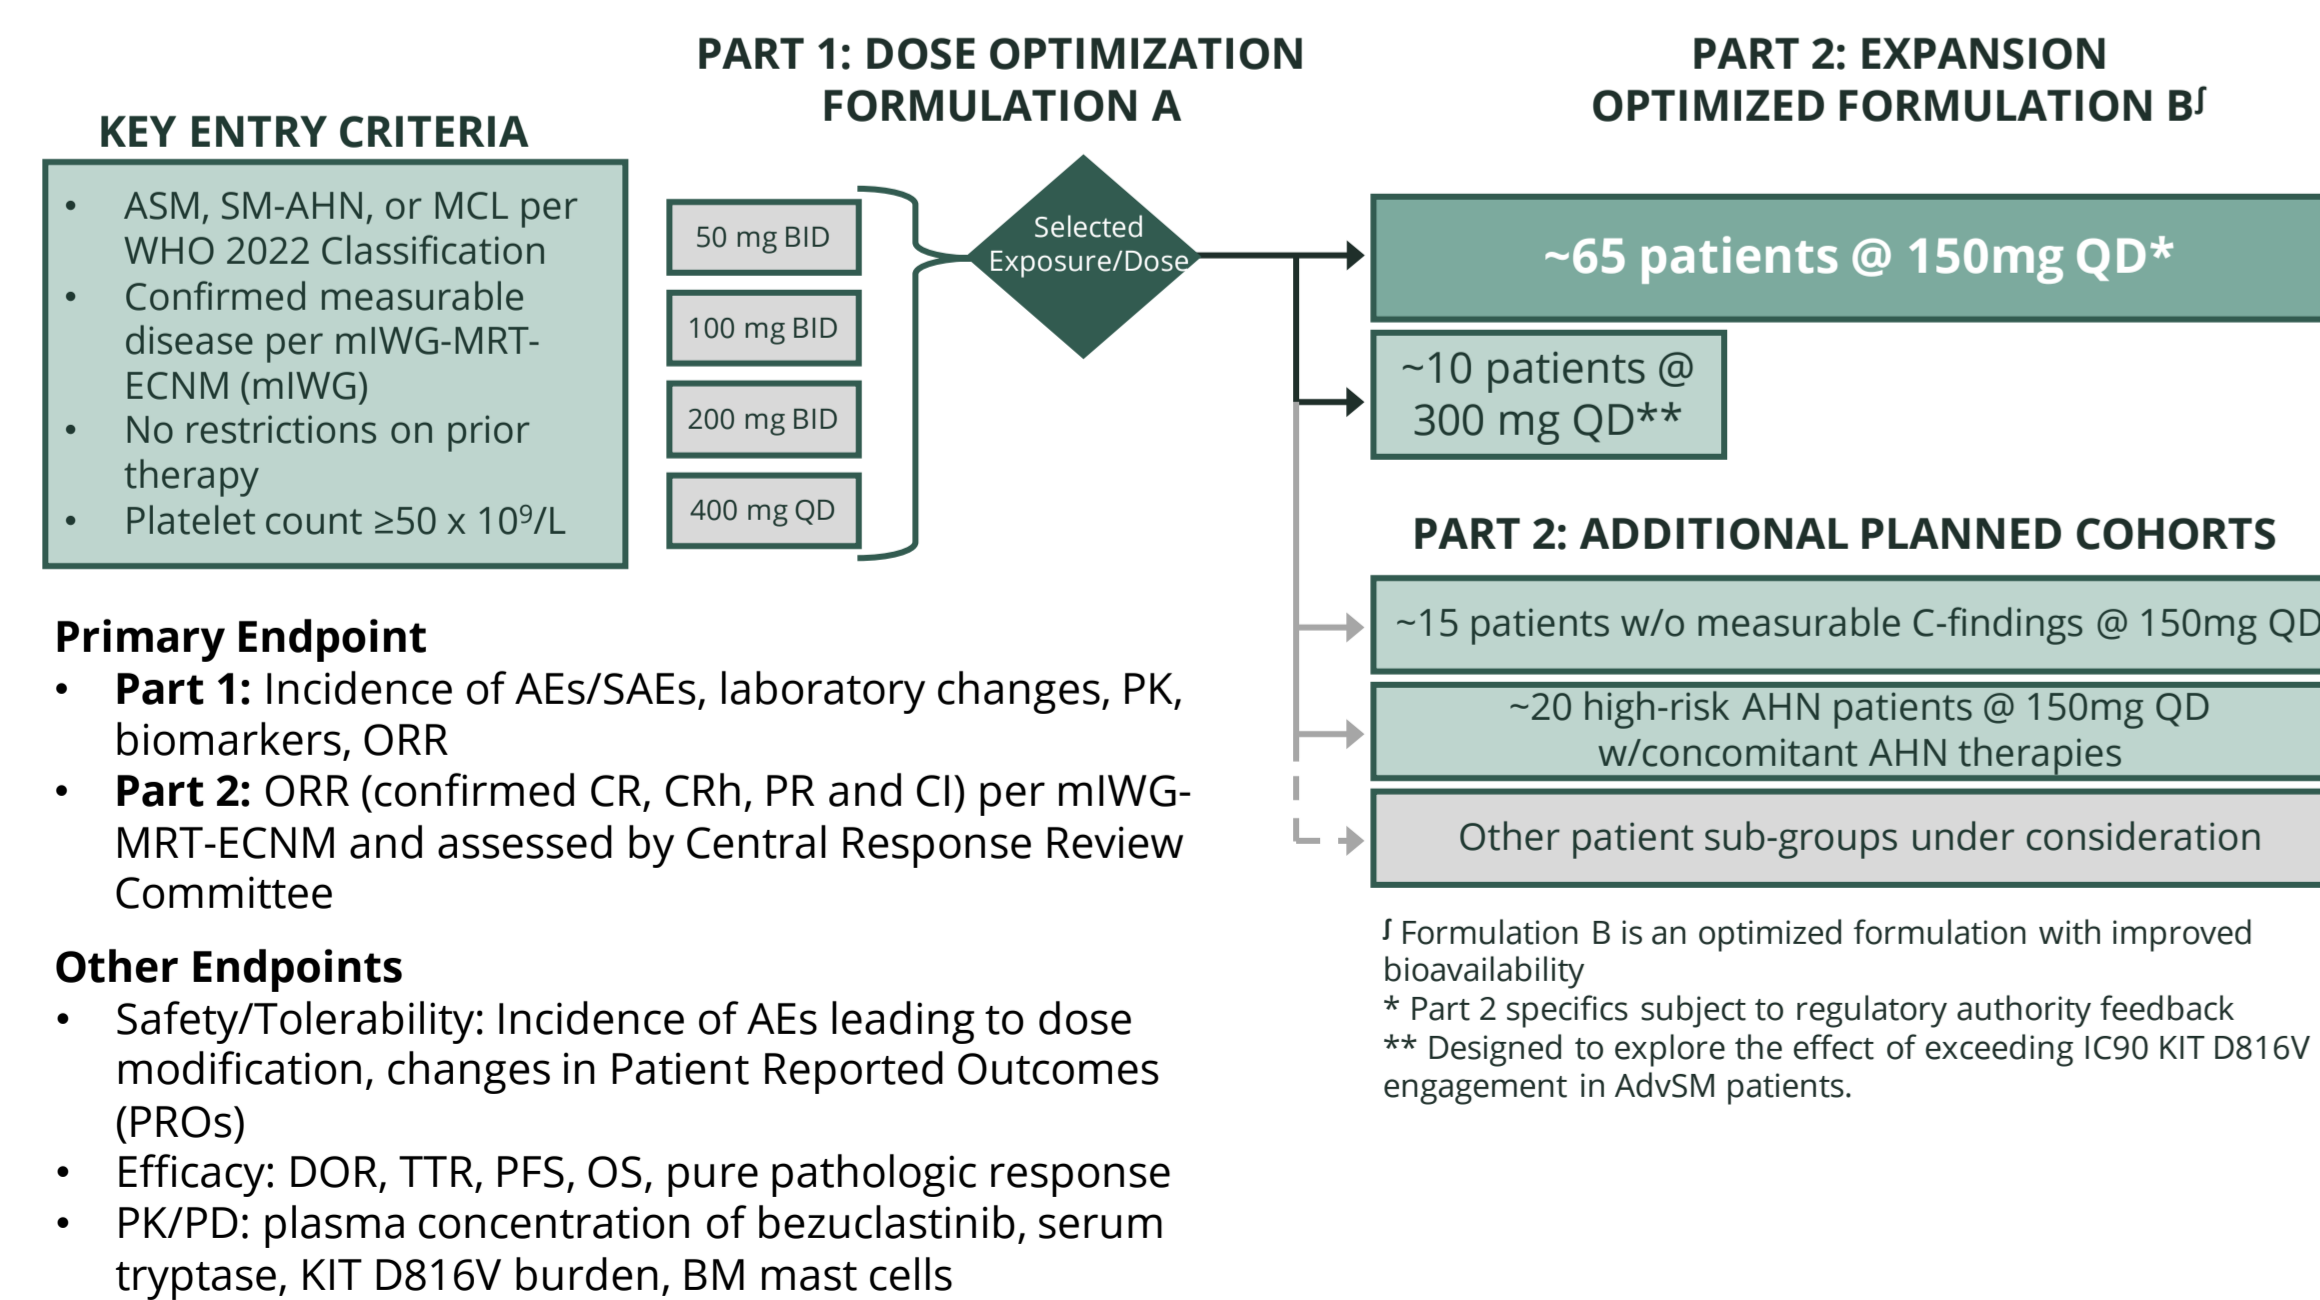 KEY ENTRY CRITERIA
• ASM, SM-AHN, or MCL per
WHO 2022 Classification
• Confirmed measurable
disease per mIWG-MRT-
ECNM (mIWG)
• No restrictions on prior
therapy
• Platelet count ≥50 x 10⁹/L
PART 1: DOSE OPTIMIZATION
FORMULATION A
50 mg BID
100 mg BID
200 mg BID
400 mg QD
Selected
Exposure/Dose
PART 2: EXPANSION
OPTIMIZED FORMULATION B⎰
~65 patients @ 150mg QD*
~10 patients @
300 mg QD**
PART 2: ADDITIONAL PLANNED COHORTS
~15 patients w/o measurable C-findings @ 150mg QD
~20 high-risk AHN patients @ 150mg QD
w/concomitant AHN therapies
Other patient sub-groups under consideration
⎰ Formulation B is an optimized formulation with improved
bioavailability
* Part 2 specifics subject to regulatory authority feedback
** Designed to explore the effect of exceeding IC90 KIT D816V
engagement in AdvSM patients.
Primary Endpoint
• Part 1: Incidence of AEs/SAEs, laboratory changes, PK,
biomarkers, ORR
• Part 2: ORR (confirmed CR, CRh, PR and CI) per mIWG-
MRT-ECNM and assessed by Central Response Review
Committee
Other Endpoints
• Safety/Tolerability: Incidence of AEs leading to dose
modification, changes in Patient Reported Outcomes
(PROs)
• Efficacy: DOR, TTR, PFS, OS, pure pathologic response
• PK/PD: plasma concentration of bezuclastinib, serum
tryptase, KIT D816V burden, BM mast cells